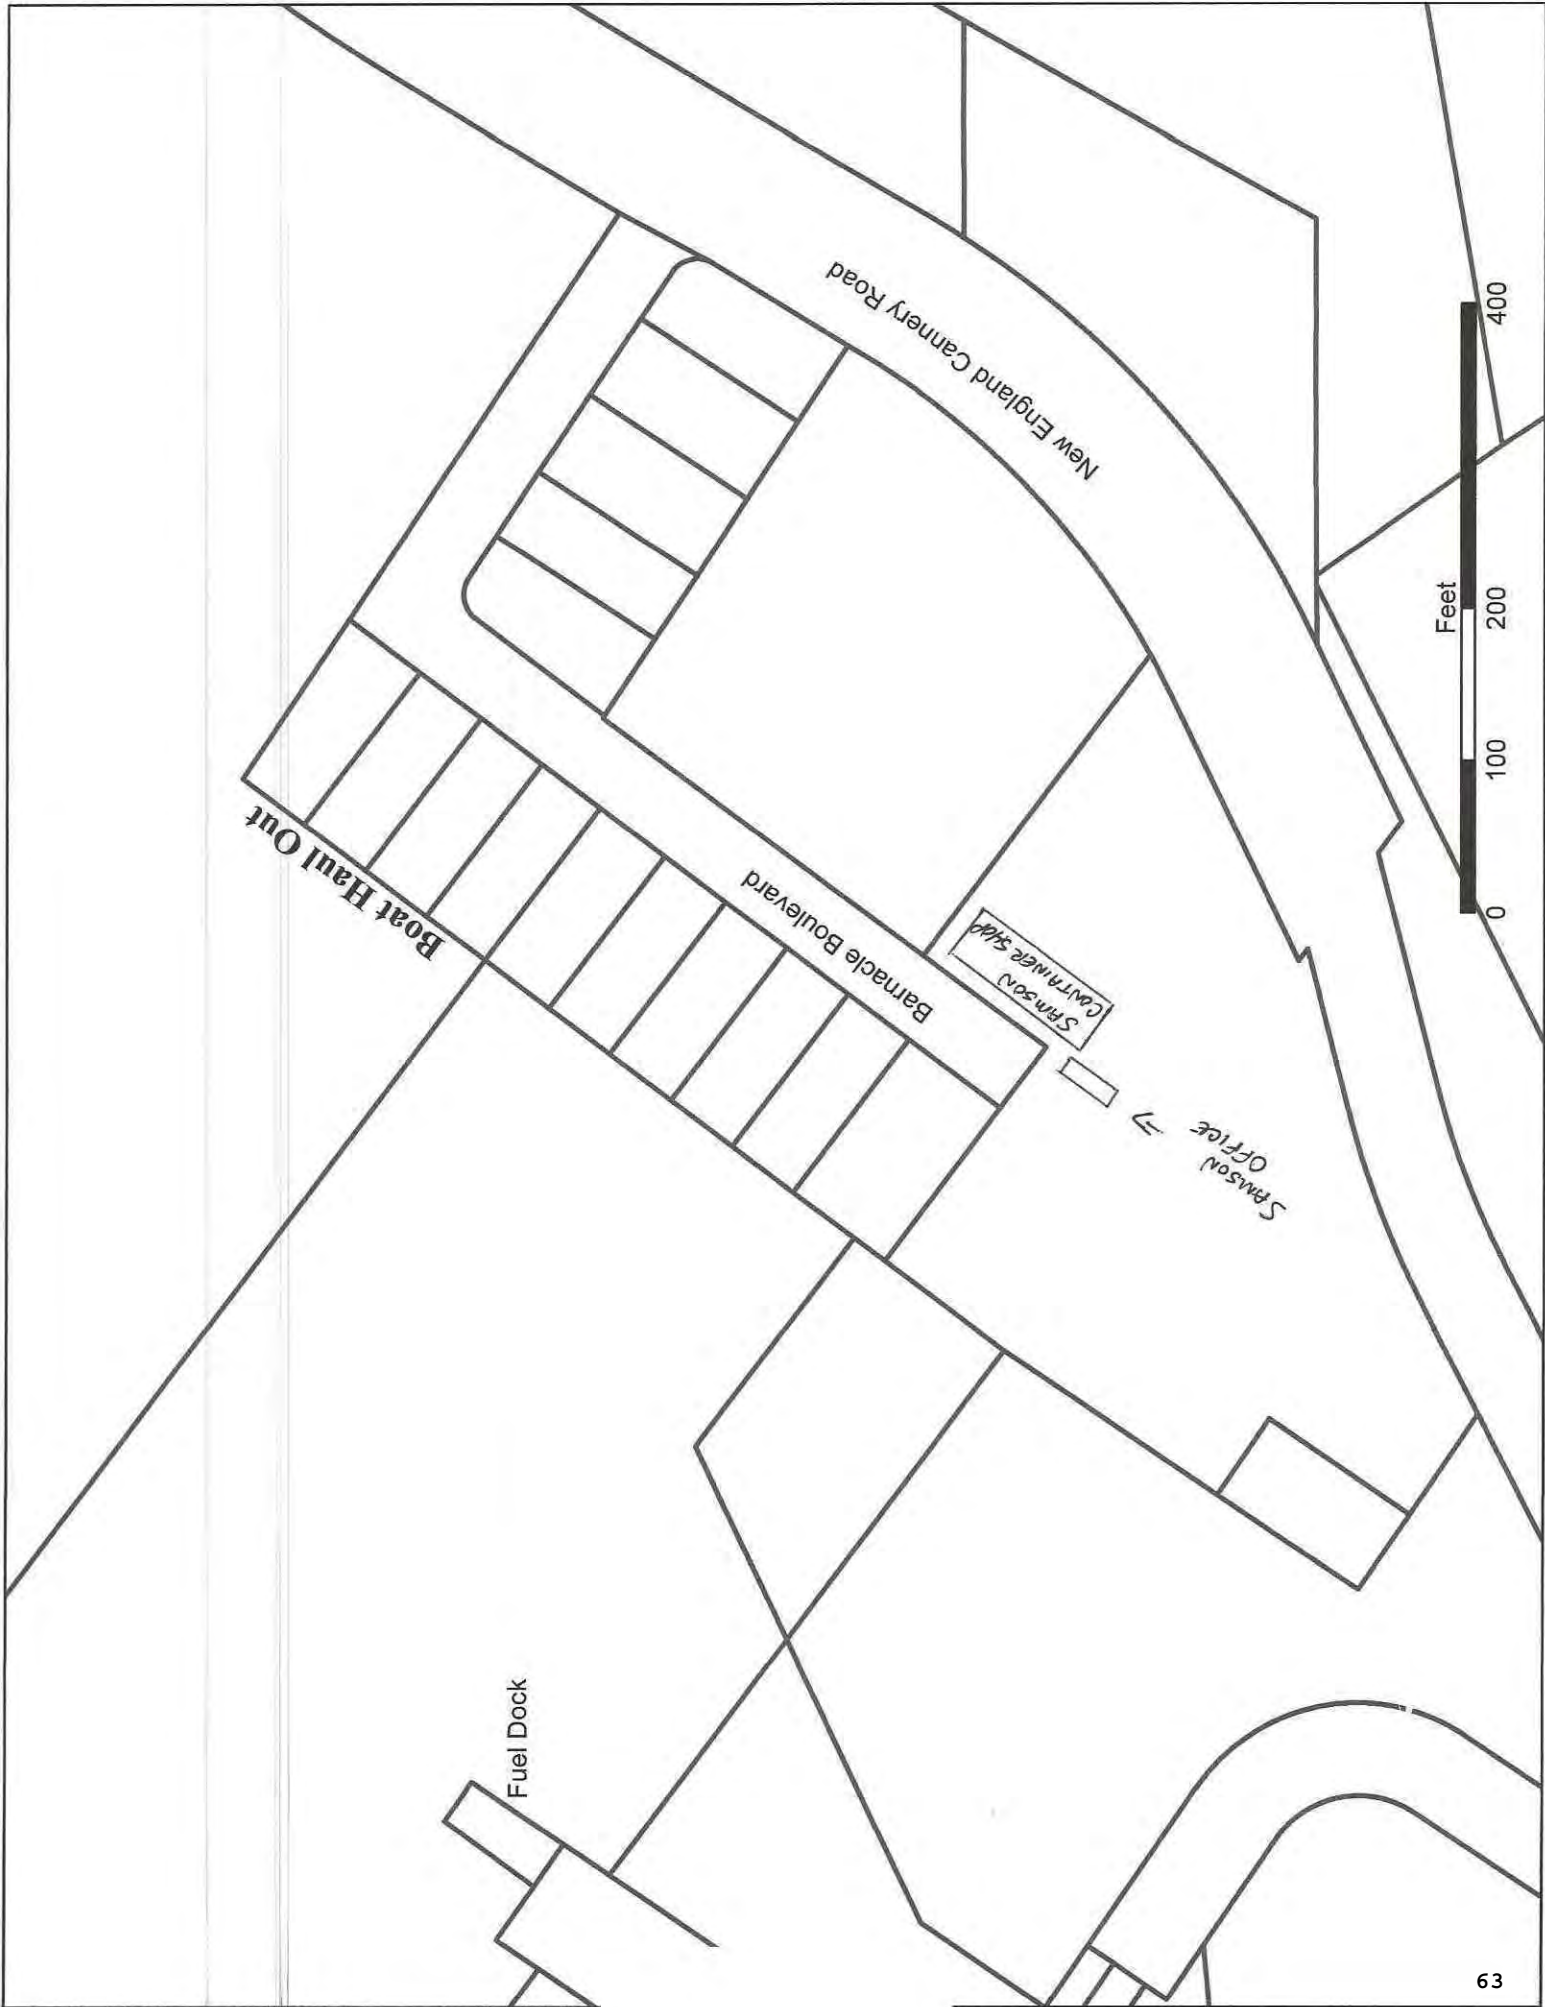 New England Cannery Road
Boat Haul Out
Barnacle Boulevard
SAMSON
CONTAINER SHOP
SAMSON
OFFICE
Fuel Dock
Feet
0 100 200 400
63